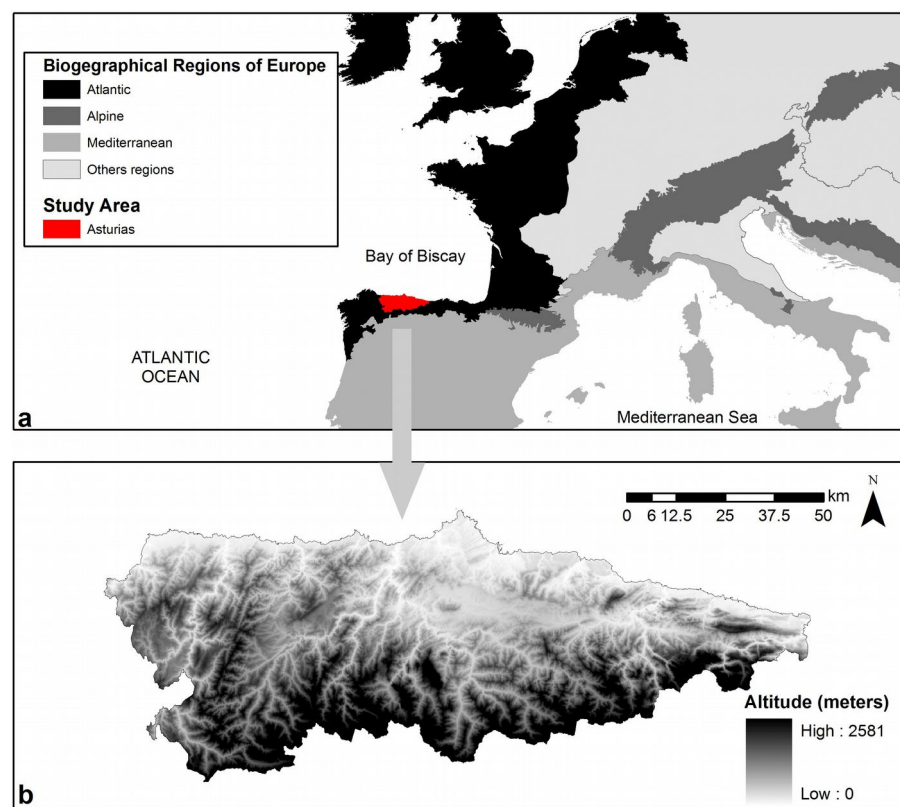 Biogegraphical Regions of Europe
Atlantic
Alpine
Mediterranean
Others regions
Study Area
Asturias
Bay of Biscay
ATLANTIC
OCEAN
Mediterranean Sea
a
N
km
0 6 12.5 25 37.5 50
Altitude (meters)
High : 2581
Low : 0
b